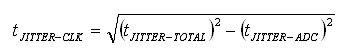 t_JITTER-CLK = √((t_JITTER-TOTAL)² − (t_JITTER-ADC)²)